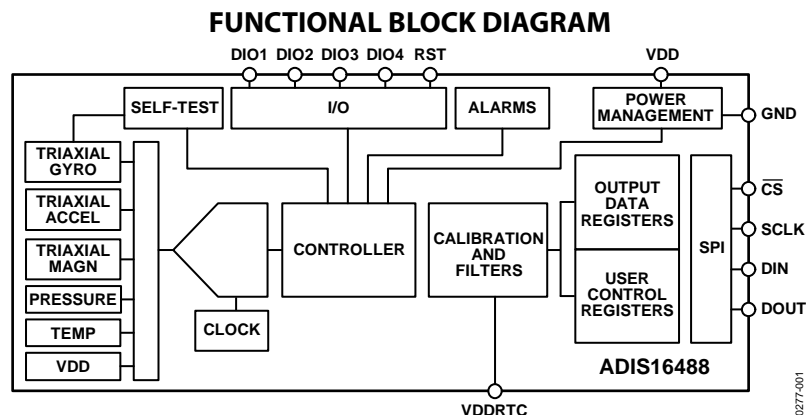 FUNCTIONAL BLOCK DIAGRAM
DIO1 DIO2 DIO3 DIO4 RST
VDD
SELF-TEST
I/O
ALARMS
POWER
MANAGEMENT
GND
TRIAXIAL
GYRO
TRIAXIAL
ACCEL
TRIAXIAL
MAGN
PRESSURE
TEMP
VDD
CLOCK
CONTROLLER
CALIBRATION
AND
FILTERS
OUTPUT
DATA
REGISTERS
USER
CONTROL
REGISTERS
SPI
CS
SCLK
DIN
DOUT
ADIS16488
VDDRTC
0277-001